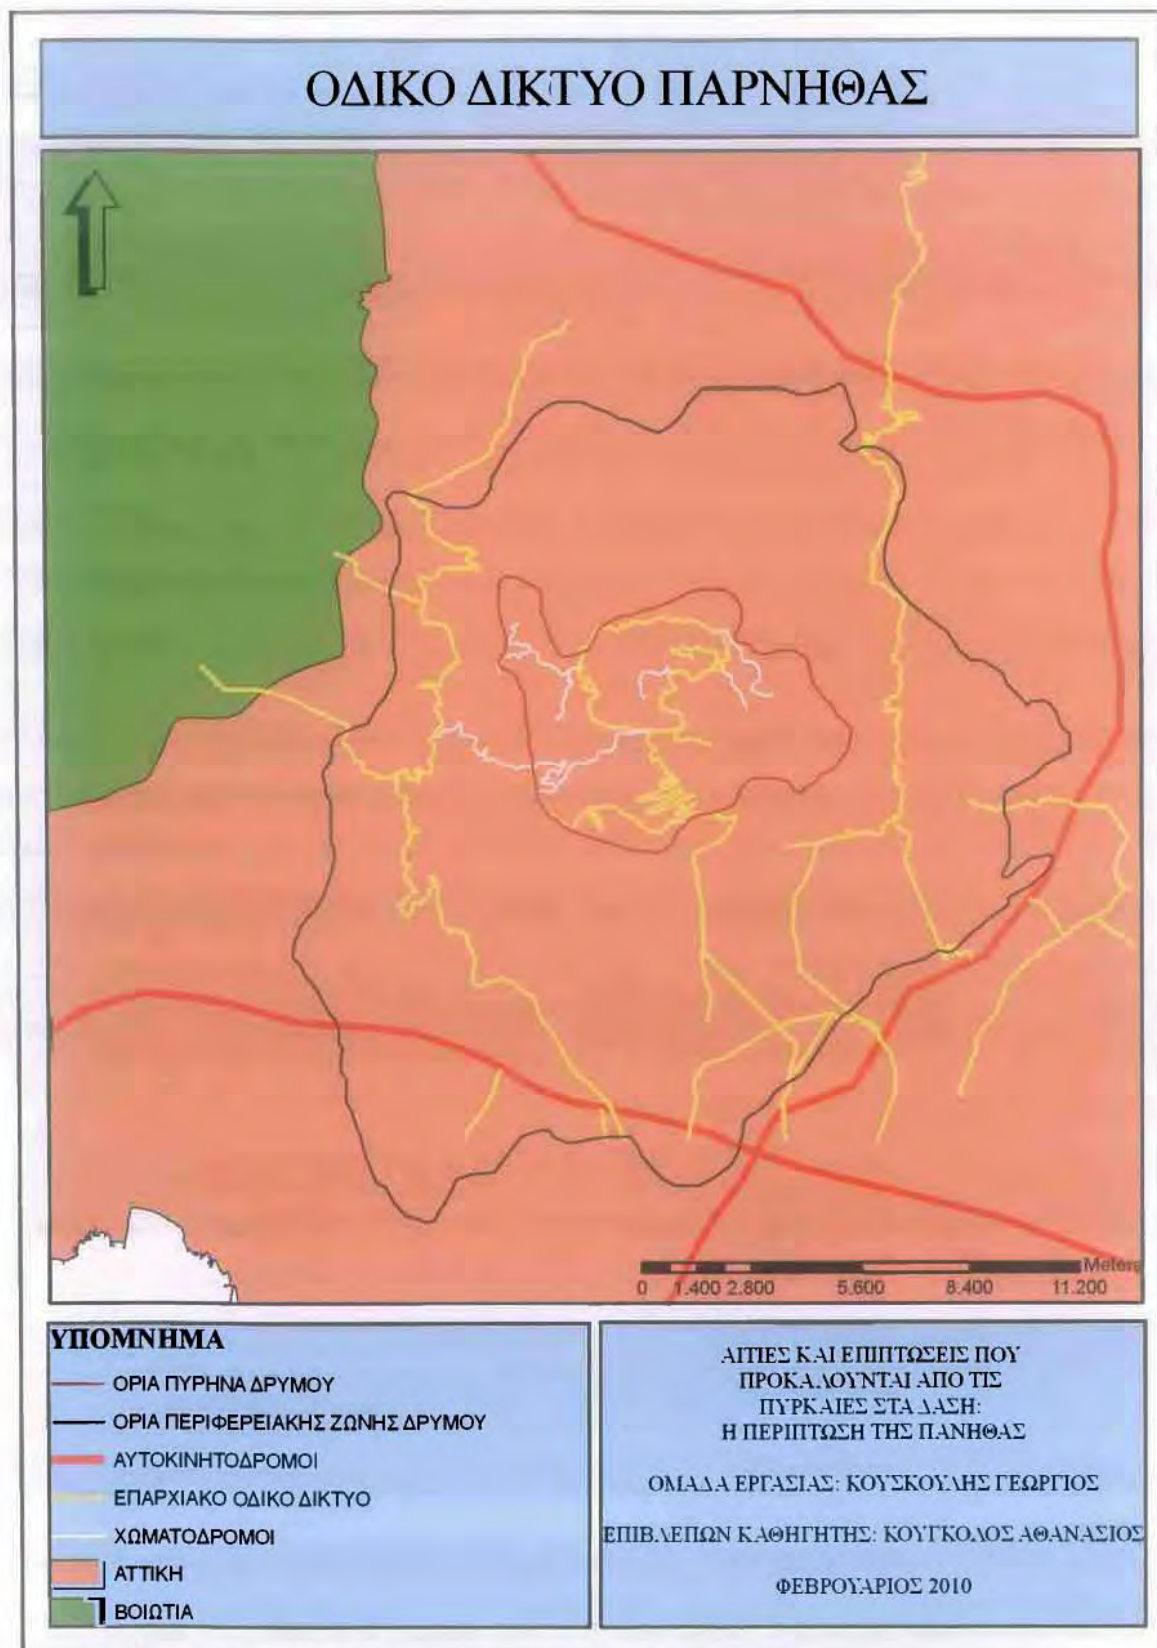 ΟΔΙΚΟ ΔΙΚΤΥΟ ΠΑΡΝΗΘΑΣ
Meters
0 1.400 2.800 5.600 8.400 11.200
ΥΠΟΜΝΗΜΑ
ΟΡΙΑ ΠΥΡΗΝΑ ΔΡΥΜΟΥ
ΟΡΙΑ ΠΕΡΙΦΕΡΕΙΑΚΗΣ ΖΩΝΗΣ ΔΡΥΜΟΥ
ΑΥΤΟΚΙΝΗΤΟΔΡΟΜΟΙ
ΕΠΑΡΧΙΑΚΟ ΟΔΙΚΟ ΔΙΚΤΥΟ
ΧΩΜΑΤΟΔΡΟΜΟΙ
ΑΤΤΙΚΗ
ΒΟΙΩΤΙΑ
ΑΙΤΙΕΣ ΚΑΙ ΕΠΙΠΤΩΣΕΙΣ ΠΟΥ
ΠΡΟΚΑΛΟΥΝΤΑΙ ΑΠΟ ΤΙΣ
ΠΥΡΚΑΙΕΣ ΣΤΑ ΔΑΣΗ:
Η ΠΕΡΙΠΤΩΣΗ ΤΗΣ ΠΑΝΗΘΑΣ
ΟΜΑΔΑ ΕΡΓΑΣΙΑΣ: ΚΟΥΣΚΟΥΛΗΣ ΓΕΩΡΓΙΟΣ
ΕΠΙΒΛΕΠΩΝ ΚΑΘΗΓΗΤΗΣ: ΚΟΥΓΚΟΛΟΣ ΑΘΑΝΑΣΙΟΣ
ΦΕΒΡΟΥΑΡΙΟΣ 2010